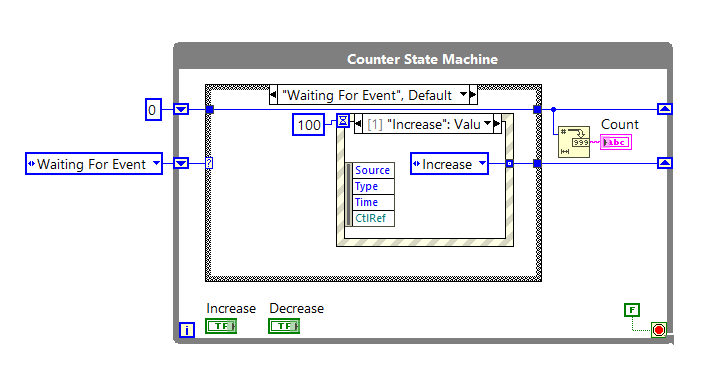 Counter State Machine
"Waiting For Event", Default
0
100
[1] "Increase": Valu
Count
#
999
abc
Waiting For Event
?
Source
Type
Time
CtlRef
Increase
Increase
Decrease
TF
TF
F
i